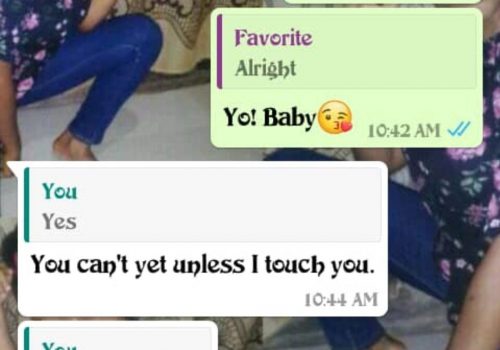 Favorite
Alright
Yo! Baby😘
10:42 AM
You
Yes
You can't yet unless I touch you.
10:44 AM
You